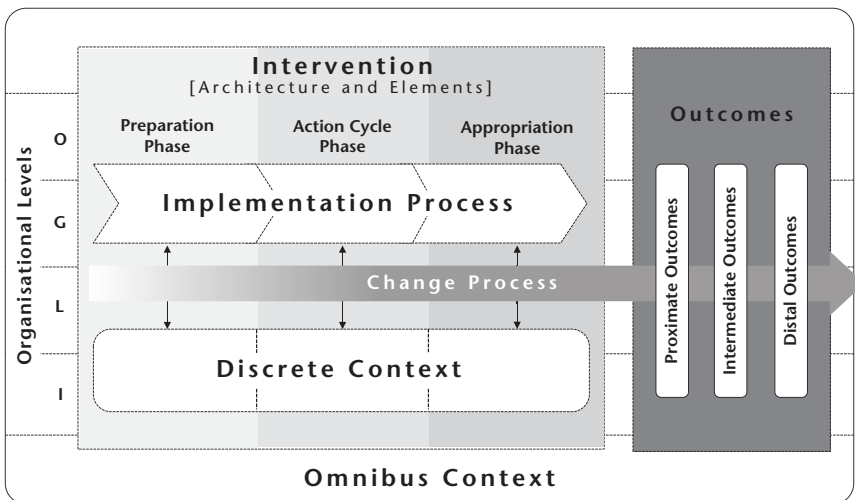 Intervention
[Architecture and Elements]
Preparation
Phase
Action Cycle
Phase
Appropriation
Phase
Outcomes
Organisational Levels
O
G
L
I
Implementation Process
Change Process
Discrete Context
Proximate Outcomes
Intermediate Outcomes
Distal Outcomes
Omnibus Context